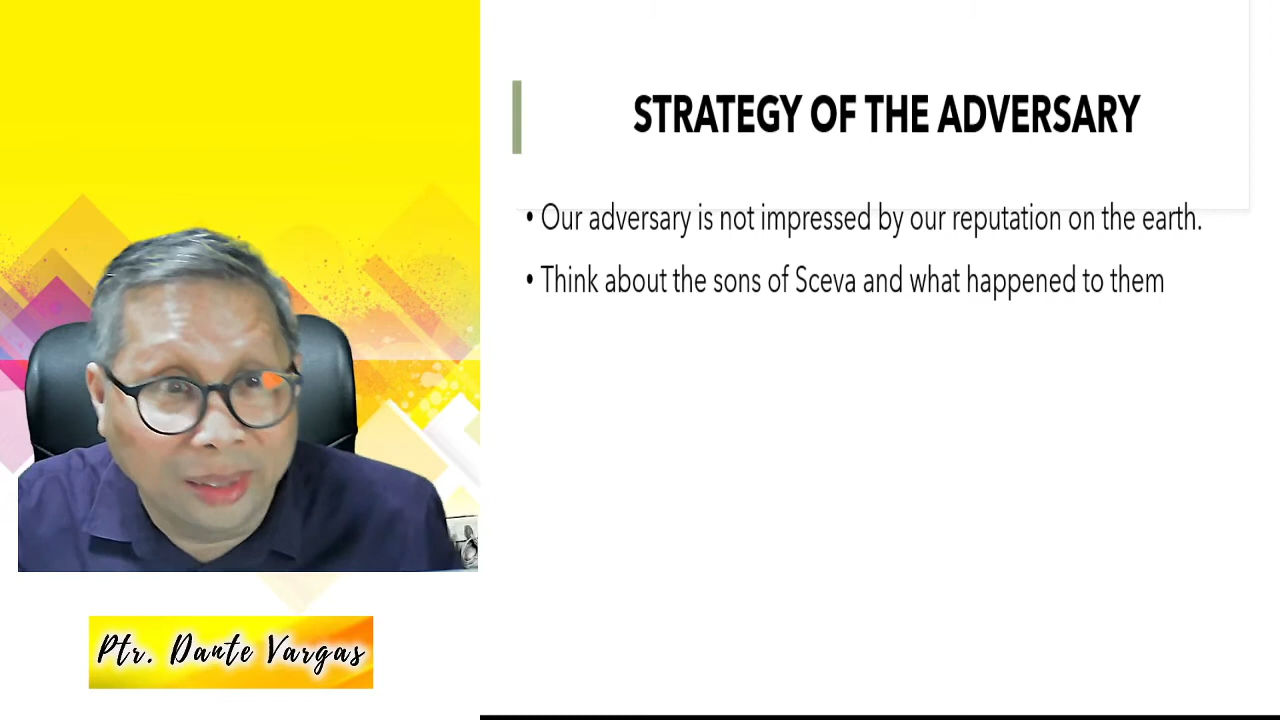 STRATEGY OF THE ADVERSARY
• Our adversary is not impressed by our reputation on the earth.
• Think about the sons of Sceva and what happened to them
Ptr. Dante Vargas